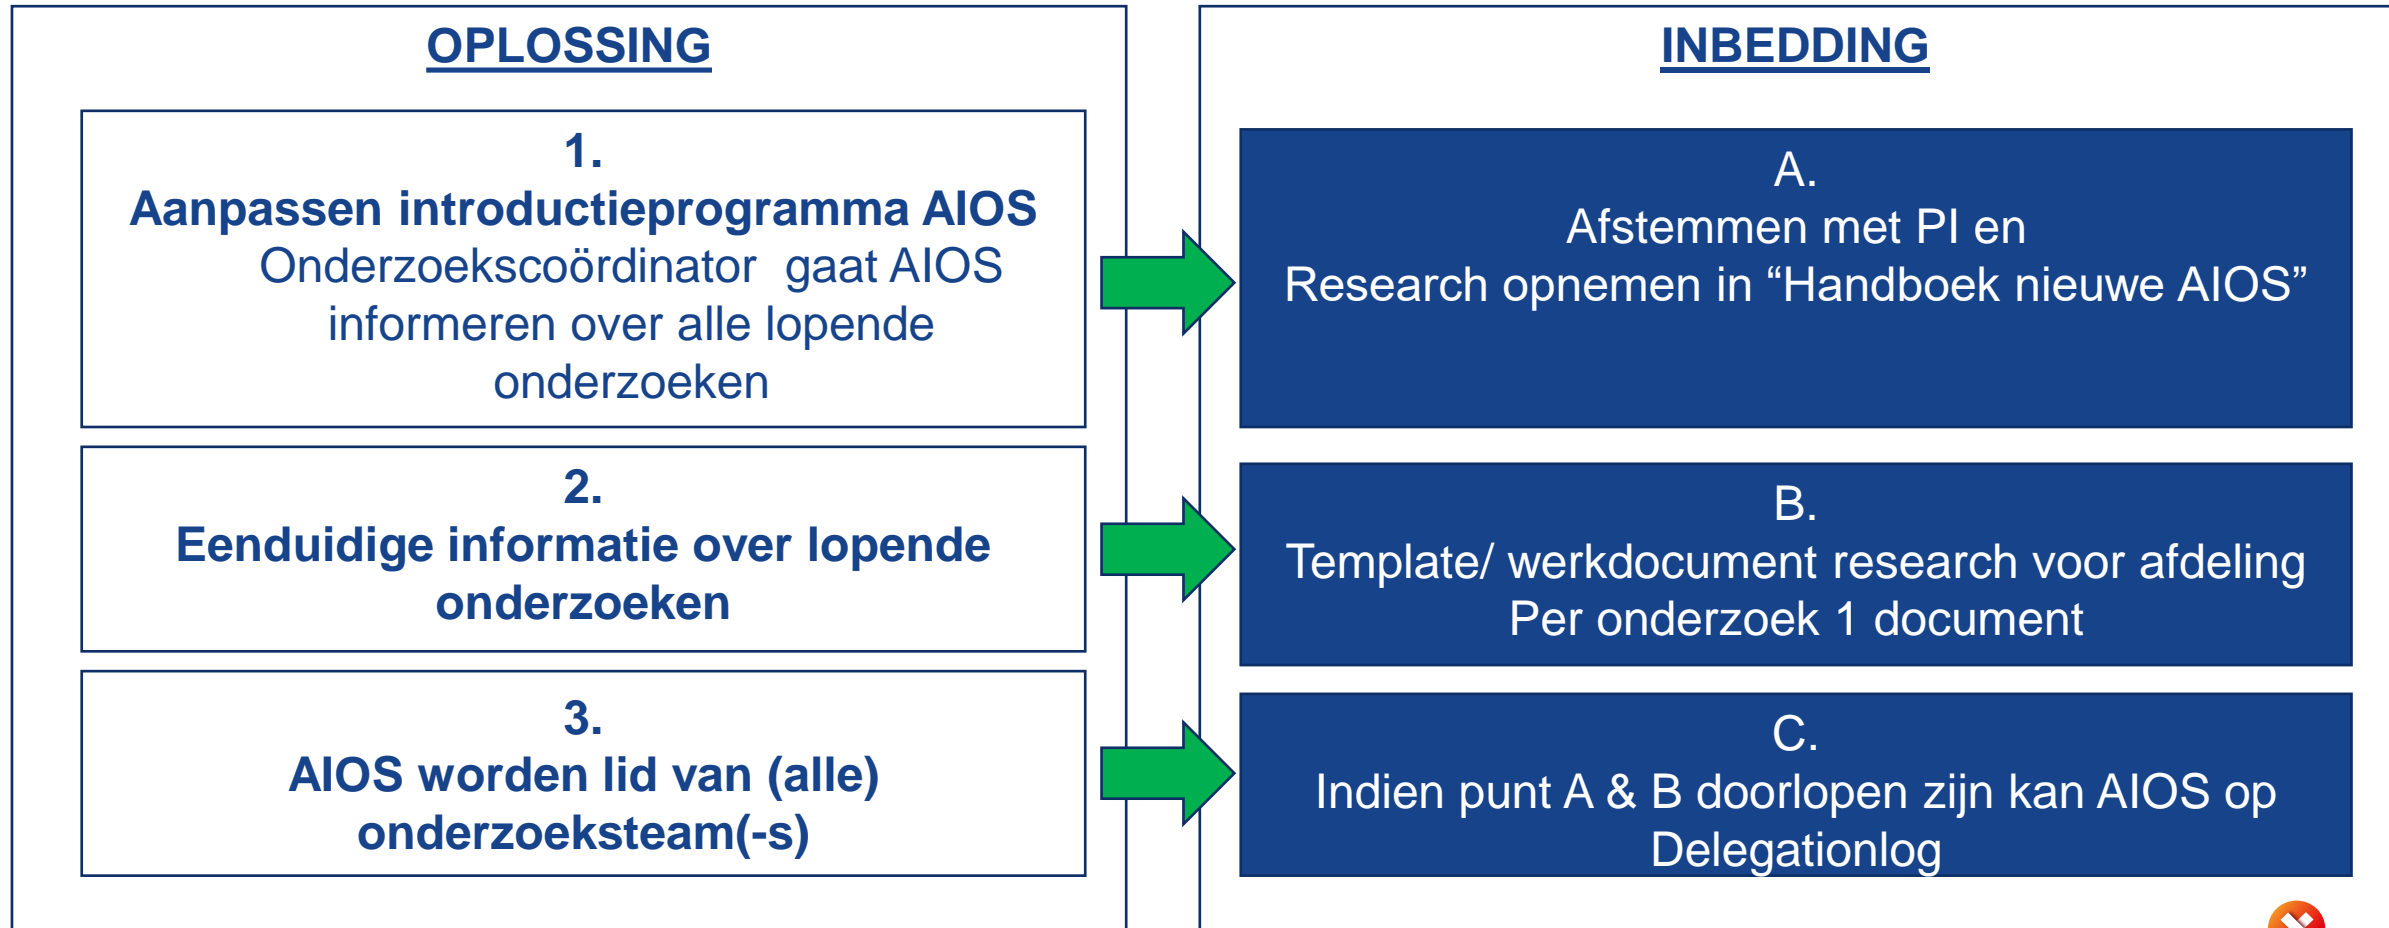 OPLOSSING
1.
Aanpassen introductieprogramma AIOS
Onderzoekscoördinator gaat AIOS
informeren over alle lopende
onderzoeken
2.
Eenduidige informatie over lopende
onderzoeken
3.
AIOS worden lid van (alle)
onderzoeksteam(-s)
INBEDDING
A.
Afstemmen met PI en
Research opnemen in “Handboek nieuwe AIOS”
B.
Template/ werkdocument research voor afdeling
Per onderzoek 1 document
C.
Indien punt A & B doorlopen zijn kan AIOS op
Delegationlog